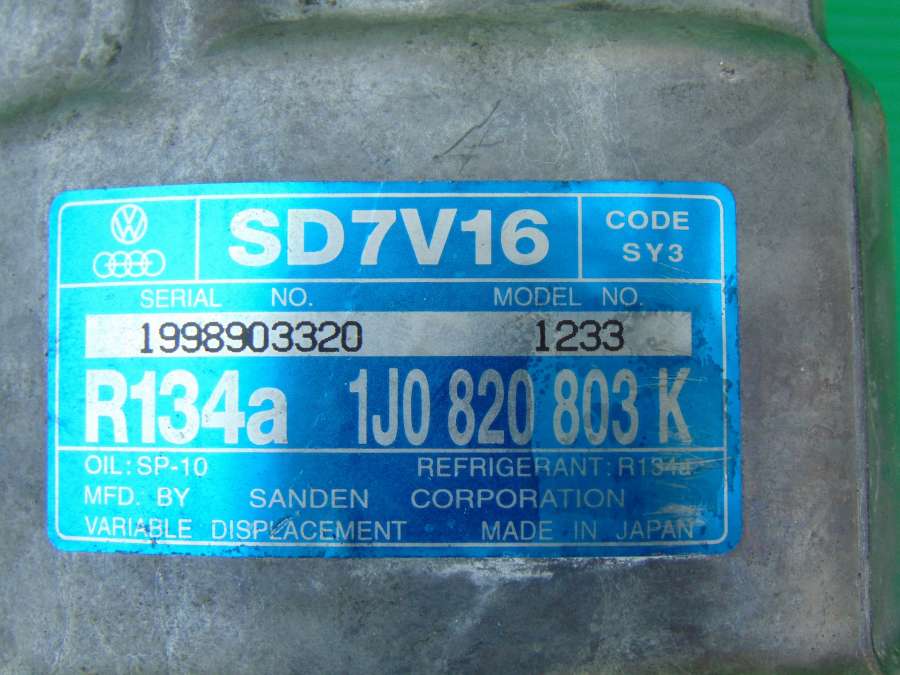 SD7V16
CODE
SY3
SERIAL NO. MODEL NO.
1998903320 1233
R134a 1J0 820 803 K
OIL: SP-10 REFRIGERANT: R134a
MFD. BY SANDEN CORPORATION
VARIABLE DISPLACEMENT MADE IN JAPAN